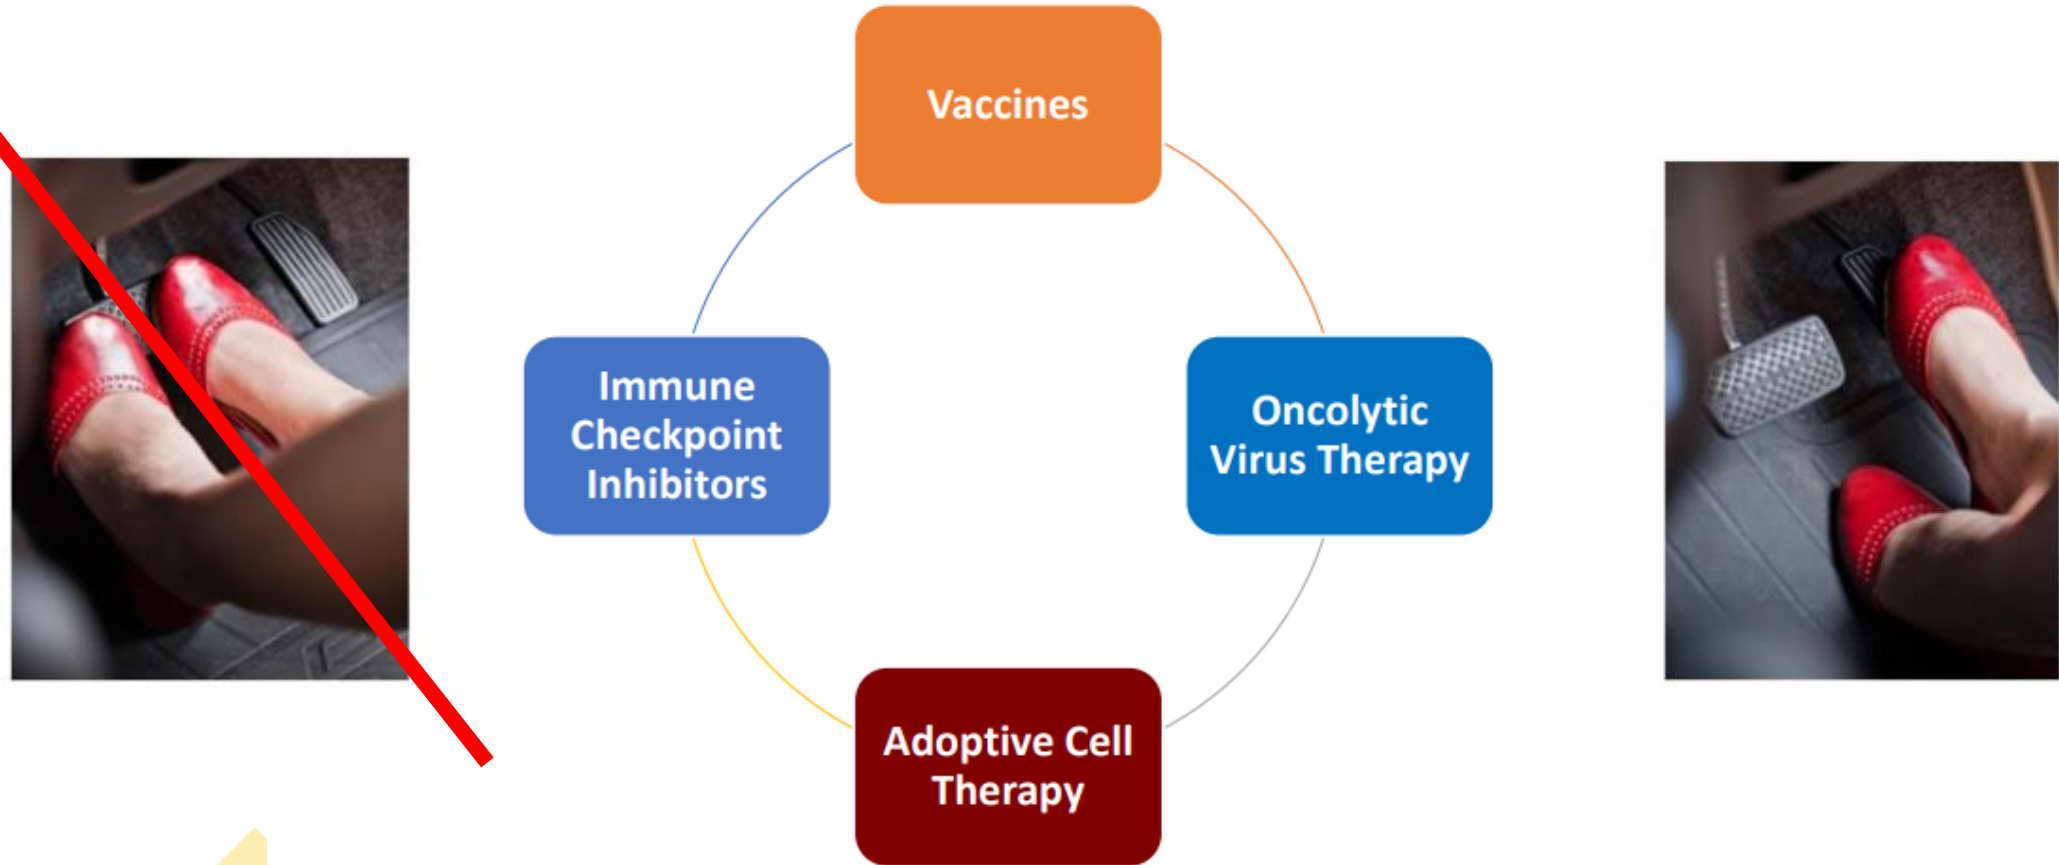 Vaccines
Immune
Checkpoint
Inhibitors
Oncolytic
Virus Therapy
Adoptive Cell
Therapy